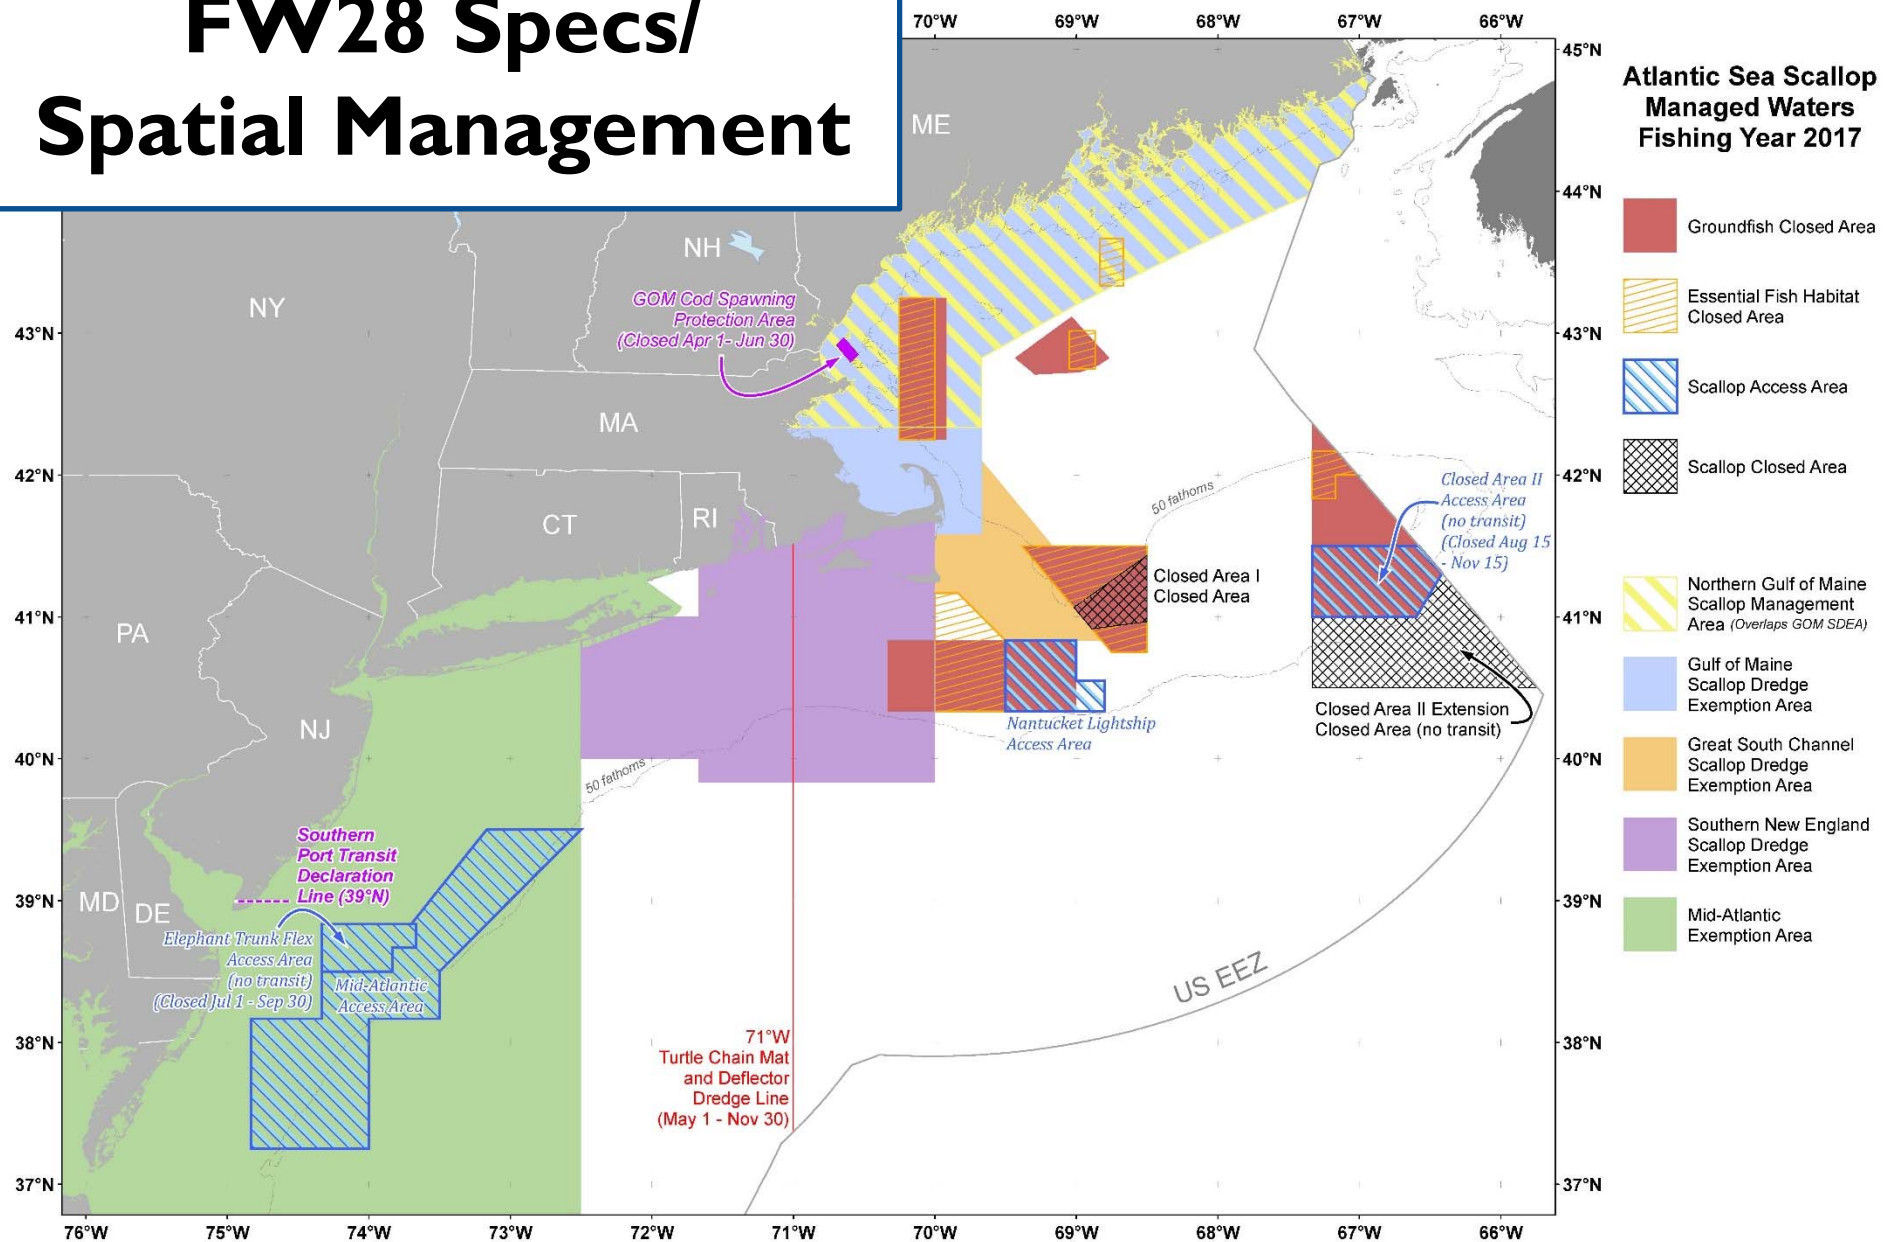 FW28 Specs/
Spatial Management
70°W
69°W
68°W
67°W
66°W
45°N
44°N
43°N
42°N
41°N
40°N
39°N
38°N
37°N
43°N
42°N
41°N
40°N
39°N
38°N
37°N
76°W
75°W
74°W
73°W
72°W
71°W
70°W
69°W
68°W
67°W
66°W
ME
NH
NY
MA
CT
RI
PA
NJ
MD
DE
GOM Cod Spawning
Protection Area
(Closed Apr 1- Jun 30)
50 fathoms
Closed Area II
Access Area
(no transit)
(Closed Aug 15
- Nov 15)
Closed Area I
Closed Area
Closed Area II Extension
Closed Area (no transit)
Nantucket Lightship
Access Area
50 fathoms
Southern
Port Transit
Declaration
Line (39°N)
Elephant Trunk Flex
Access Area
(no transit)
(Closed Jul 1 - Sep 30)
Mid-Atlantic
Access Area
US EEZ
71°W
Turtle Chain Mat
and Deflector
Dredge Line
(May 1 - Nov 30)
Atlantic Sea Scallop
Managed Waters
Fishing Year 2017
Groundfish Closed Area
Essential Fish Habitat
Closed Area
Scallop Access Area
Scallop Closed Area
Northern Gulf of Maine
Scallop Management
Area (Overlaps GOM SDEA)
Gulf of Maine
Scallop Dredge
Exemption Area
Great South Channel
Scallop Dredge
Exemption Area
Southern New England
Scallop Dredge
Exemption Area
Mid-Atlantic
Exemption Area